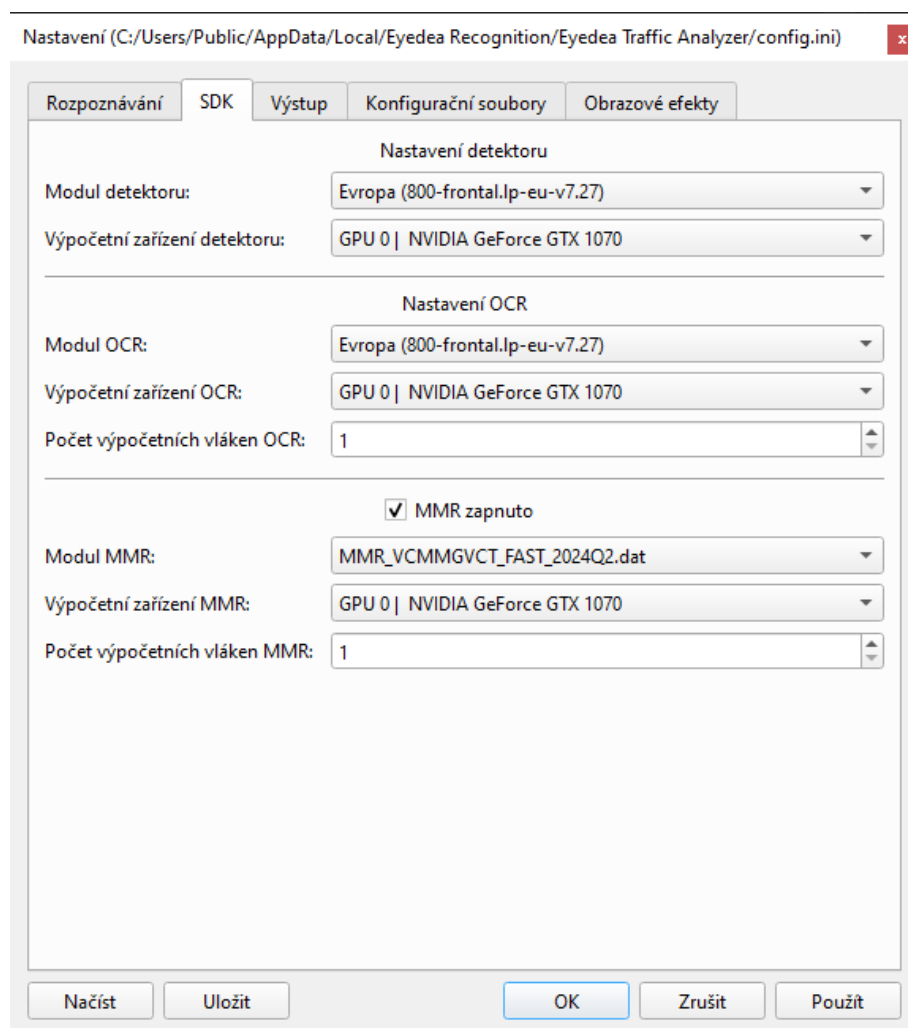 Nastavení (C:/Users/Public/AppData/Local/Eyedea Recognition/Eyedea Traffic Analyzer/config.ini)
x
Rozpoznávání SDK Výstup Konfigurační soubory Obrazové efekty
Nastavení detektoru
Modul detektoru: Evropa (800-frontal.lp-eu-v7.27)
Výpočetní zařízení detektoru: GPU 0 | NVIDIA GeForce GTX 1070
Nastavení OCR
Modul OCR: Evropa (800-frontal.lp-eu-v7.27)
Výpočetní zařízení OCR: GPU 0 | NVIDIA GeForce GTX 1070
Počet výpočetních vláken OCR: 1
MMR zapnuto
Modul MMR: MMR_VCMMGVCT_FAST_2024Q2.dat
Výpočetní zařízení MMR: GPU 0 | NVIDIA GeForce GTX 1070
Počet výpočetních vláken MMR: 1
Načíst Uložit OK Zrušit Použít